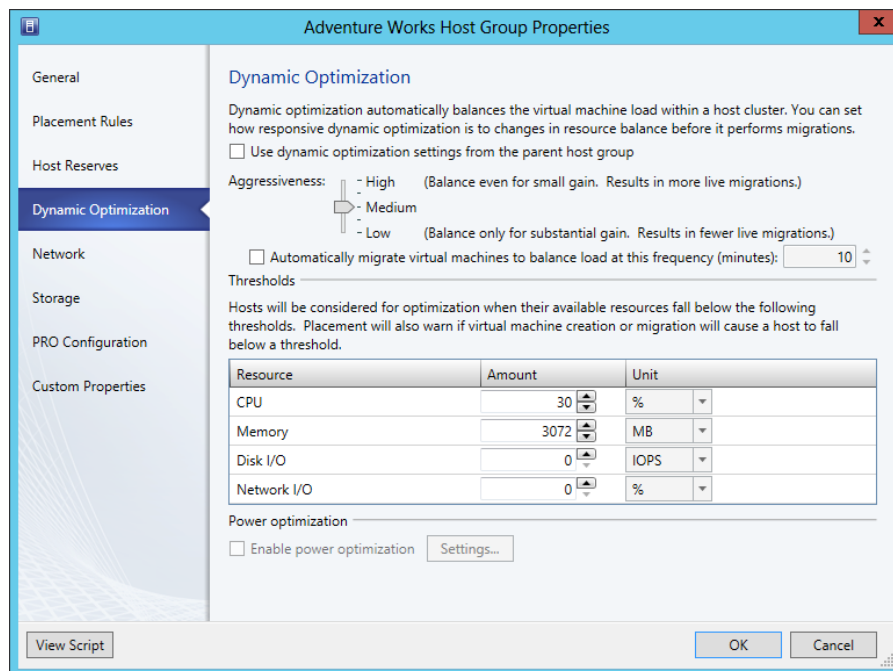 Adventure Works Host Group Properties
x
General
Placement Rules
Host Reserves
Dynamic Optimization
Network
Storage
PRO Configuration
Custom Properties
Dynamic Optimization
Dynamic optimization automatically balances the virtual machine load within a host cluster. You can set
how responsive dynamic optimization is to changes in resource balance before it performs migrations.
Use dynamic optimization settings from the parent host group
Aggressiveness: - High (Balance even for small gain. Results in more live migrations.)
- Medium
- Low (Balance only for substantial gain. Results in fewer live migrations.)
Automatically migrate virtual machines to balance load at this frequency (minutes): 10
Thresholds
Hosts will be considered for optimization when their available resources fall below the following
thresholds. Placement will also warn if virtual machine creation or migration will cause a host to fall
below a threshold.
Resource Amount Unit
CPU 30 %
Memory 3072 MB
Disk I/O 0 IOPS
Network I/O 0 %
Power optimization
Enable power optimization Settings...
View Script OK Cancel